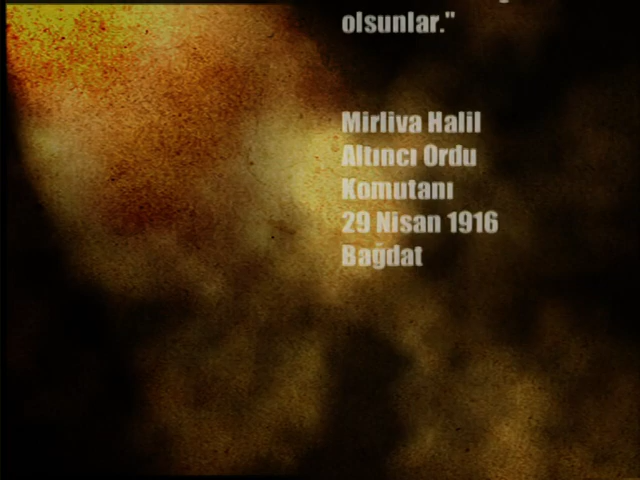 olsunlar."
Mirliva Halil
Altıncı Ordu
Komutanı
29 Nisan 1916
Bağdat